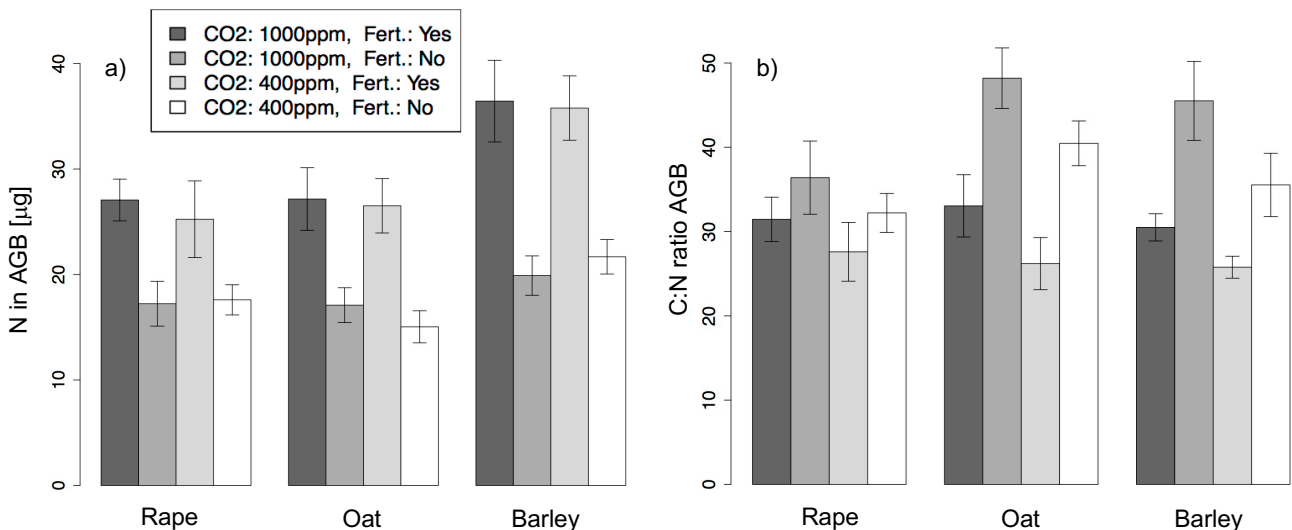 a)
CO2: 1000ppm, Fert.: Yes
CO2: 1000ppm, Fert.: No
CO2: 400ppm, Fert.: Yes
CO2: 400ppm, Fert.: No
N in AGB [µg]
40
30
20
10
0
Rape Oat Barley
b)
C:N ratio AGB
50
40
30
20
10
0
Rape Oat Barley